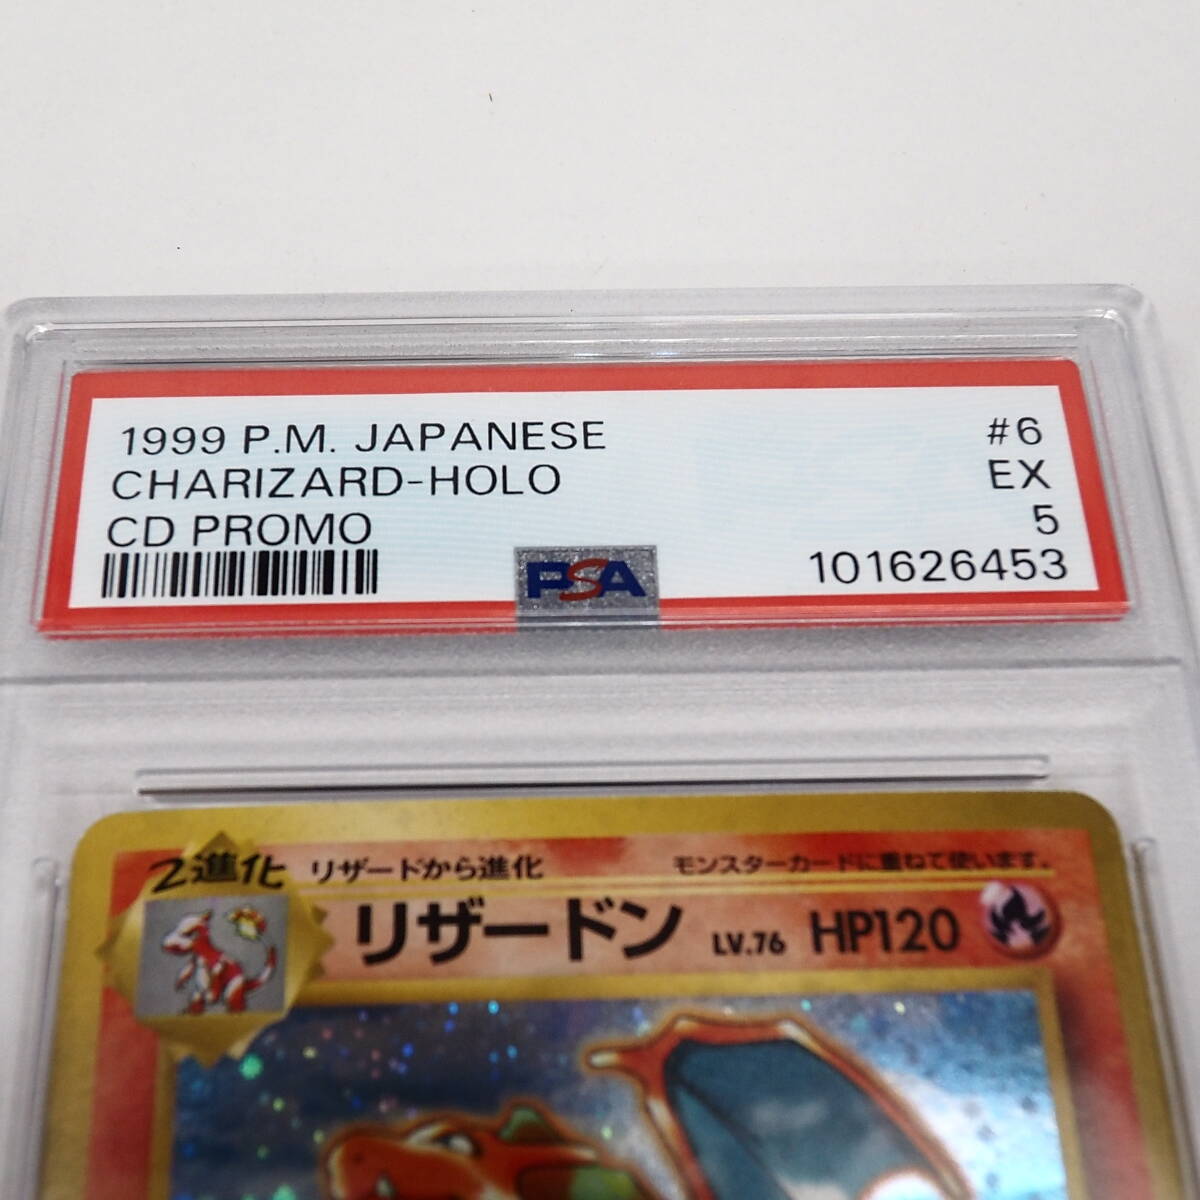 1999 P.M. JAPANESE #6
CHARIZARD-HOLO EX
CD PROMO 5
PSA 101626453
2進化 リザードから進化 モンスターカードに重ねて使います。
リザードン LV.76 HP120